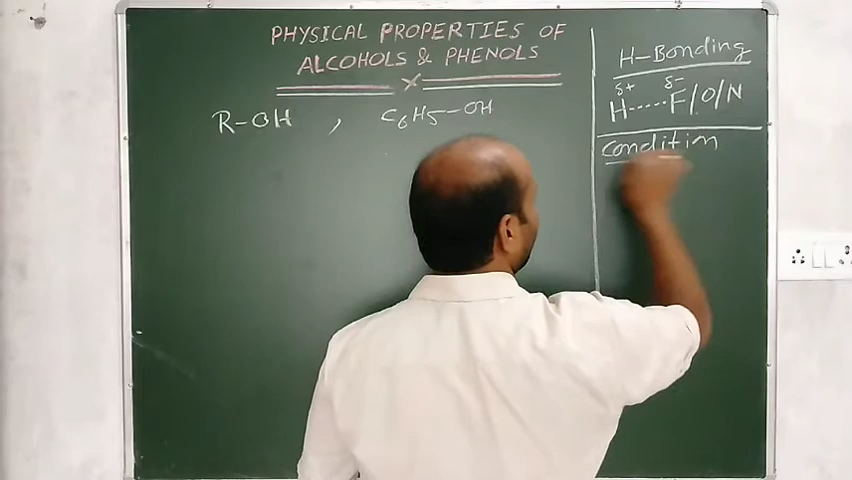 PHYSICAL PROPERTIES OF
ALCOHOLS & PHENOLS
R-OH , C6H5-OH
H-Bonding
δ+ δ-
H-----F/O/N
Condition